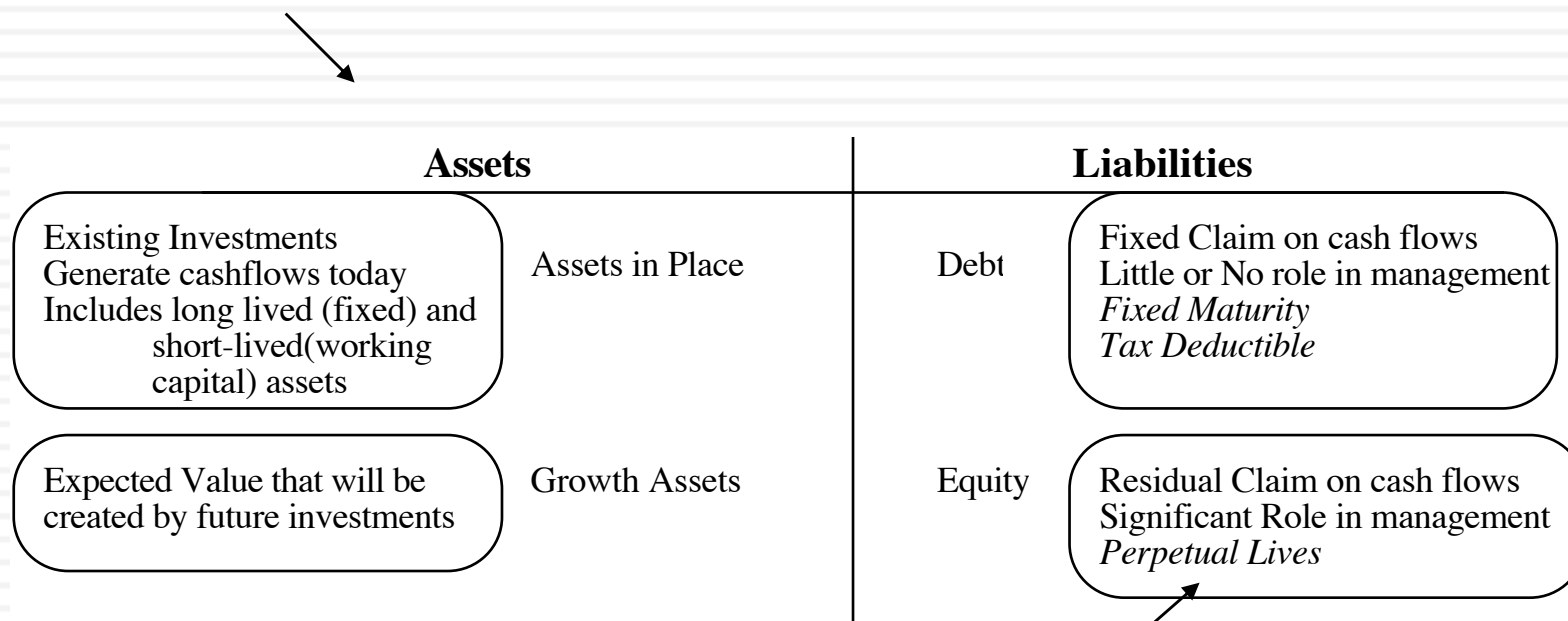 Assets
Liabilities
Existing Investments
Generate cashflows today
Includes long lived (fixed) and
short-lived(working
capital) assets
Assets in Place
Debt
Fixed Claim on cash flows
Little or No role in management
Fixed Maturity
Tax Deductible
Expected Value that will be
created by future investments
Growth Assets
Equity
Residual Claim on cash flows
Significant Role in management
Perpetual Lives